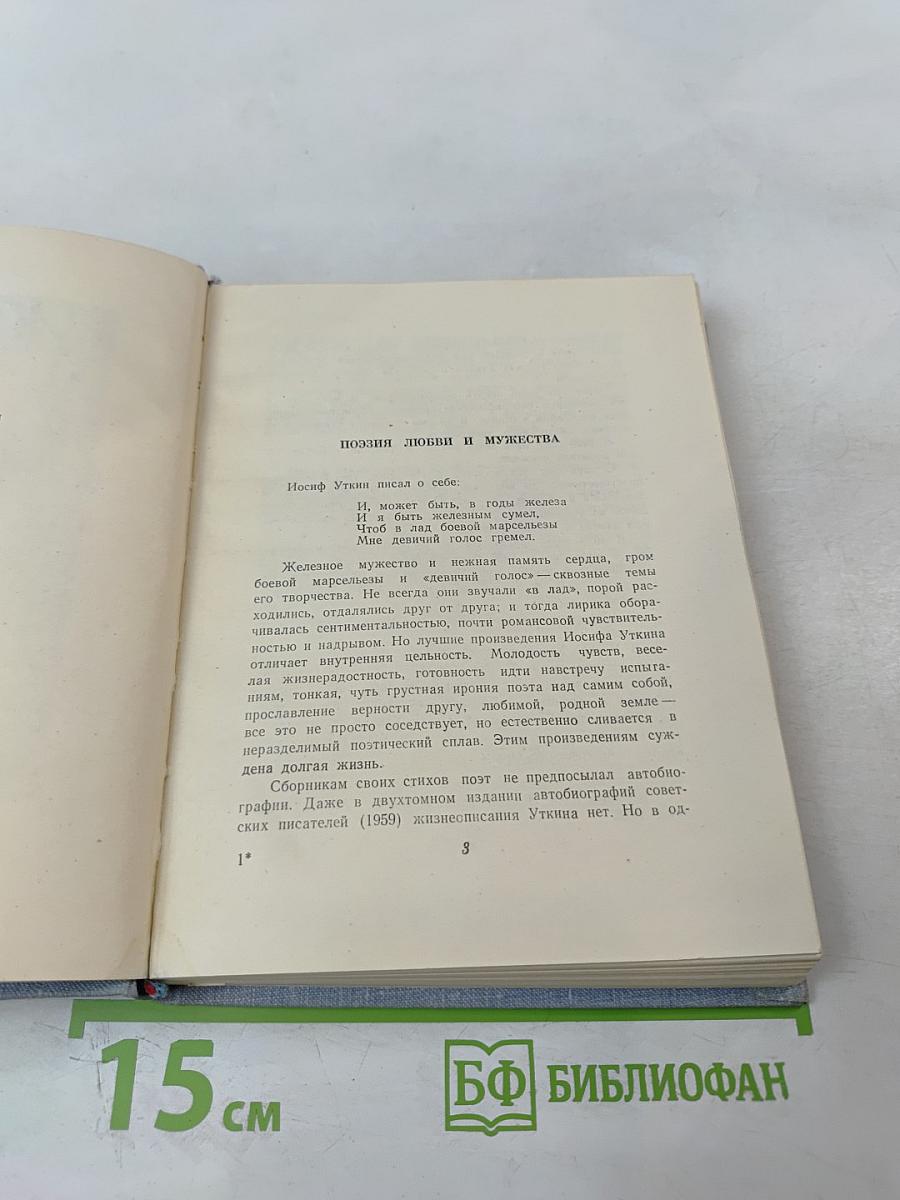 ПОЭЗИЯ ЛЮБВИ И МУЖЕСТВА
Иосиф Уткин писал о себе:
И, может быть, в годы железа
И я быть железным сумел,
Чтоб в лад боевой марсельезы
Мне девичий голос гремел.
Железное мужество и нежная память сердца, гром
боевой марсельезы и «девичий голос» — сквозные темы
его творчества. Не всегда они звучали «в лад», порой рас-
ходились, отдалялись друг от друга; и тогда лирика обора-
чивалась сентиментальностью, почти романсовой чувствитель-
ностью и надрывом. Но лучшие произведения Иосифа Уткина
отличает внутренняя цельность. Молодость чувств, весе-
лая жизнерадостность, готовность идти навстречу испыта-
ниям, тонкая, чуть грустная ирония поэта над самим собой,
прославление верности другу, любимой, родной земле —
все это не просто соседствует, но естественно сливается в
неразделимый поэтический сплав. Этим произведениям суж-
дена долгая жизнь.
Сборникам своих стихов поэт не предпосылал автобио-
графии. Даже в двухтомном издании автобиографий совет-
ских писателей (1959) жизнеописания Уткина нет. Но в од-
1*
3
15 см
БФ БИБЛИОФАН